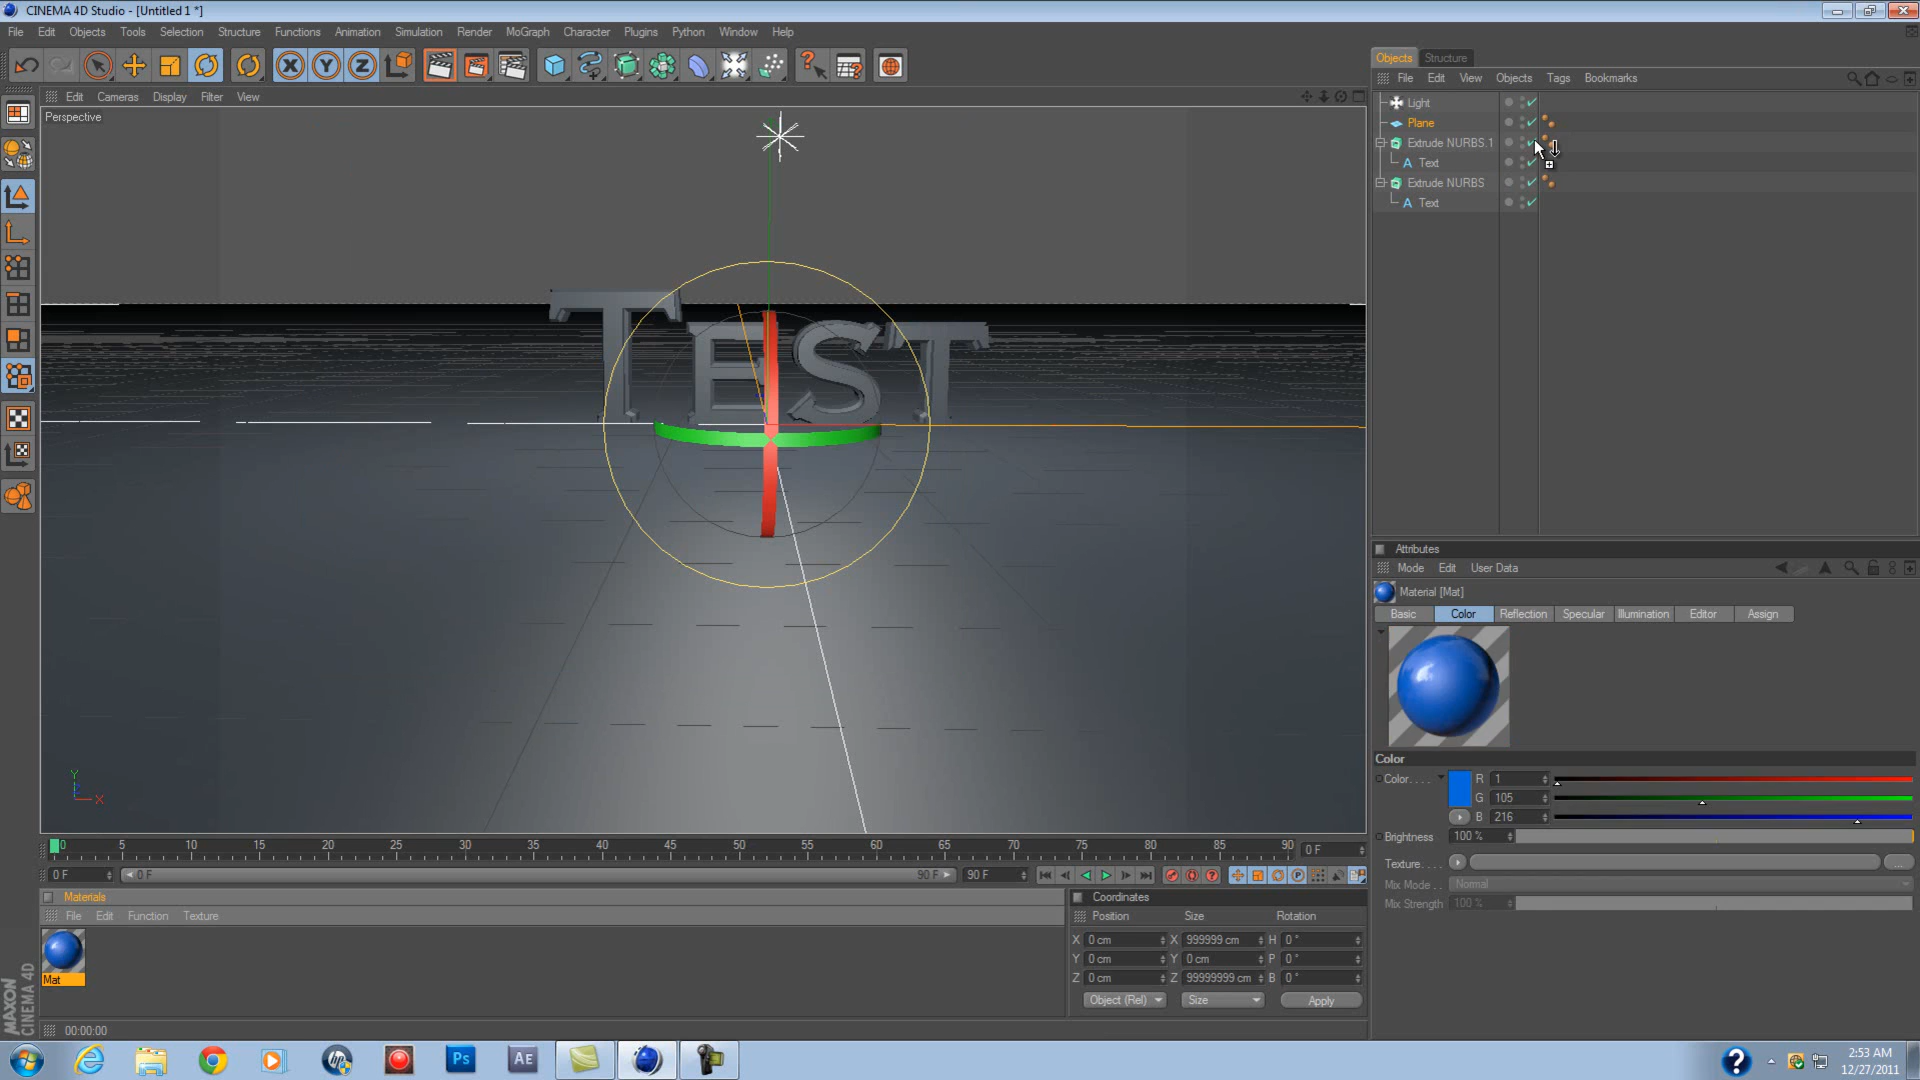 CINEMA 4D Studio - [Untitled 1 *]
File Edit Objects Tools Selection Structure Functions Animation Simulation Render MoGraph Character Plugins Python Window Help
Edit Cameras Display Filter View
Perspective
TEST
Y
X
Objects Structure
File Edit View Objects Tags Bookmarks
Light
Plane
Extrude NURBS.1
A Text
Extrude NURBS
A Text
Attributes
Mode Edit User Data
Material [Mat]
Basic Color Reflection Specular Illumination Editor Assign
Color
Color. . . . R 1
G 105
B 216
Brightness 100 %
Texture. . . . ...
Mix Mode . . Normal
Mix Strength 100 %
0 5 10 15 20 25 30 35 40 45 50 55 60 65 70 75 80 85 90 0 F
0 F 0 F 90 F 90 F
Materials
File Edit Function Texture
Mat
Coordinates
Position Size Rotation
X 0 cm X 999999 cm H 0 °
Y 0 cm Y 0 cm P 0 °
Z 0 cm Z 99999999 cm B 0 °
Object (Rel) Size Apply
MAXON
CINEMA 4D
00:00:00
Ps AE
2:53 AM
12/27/2011